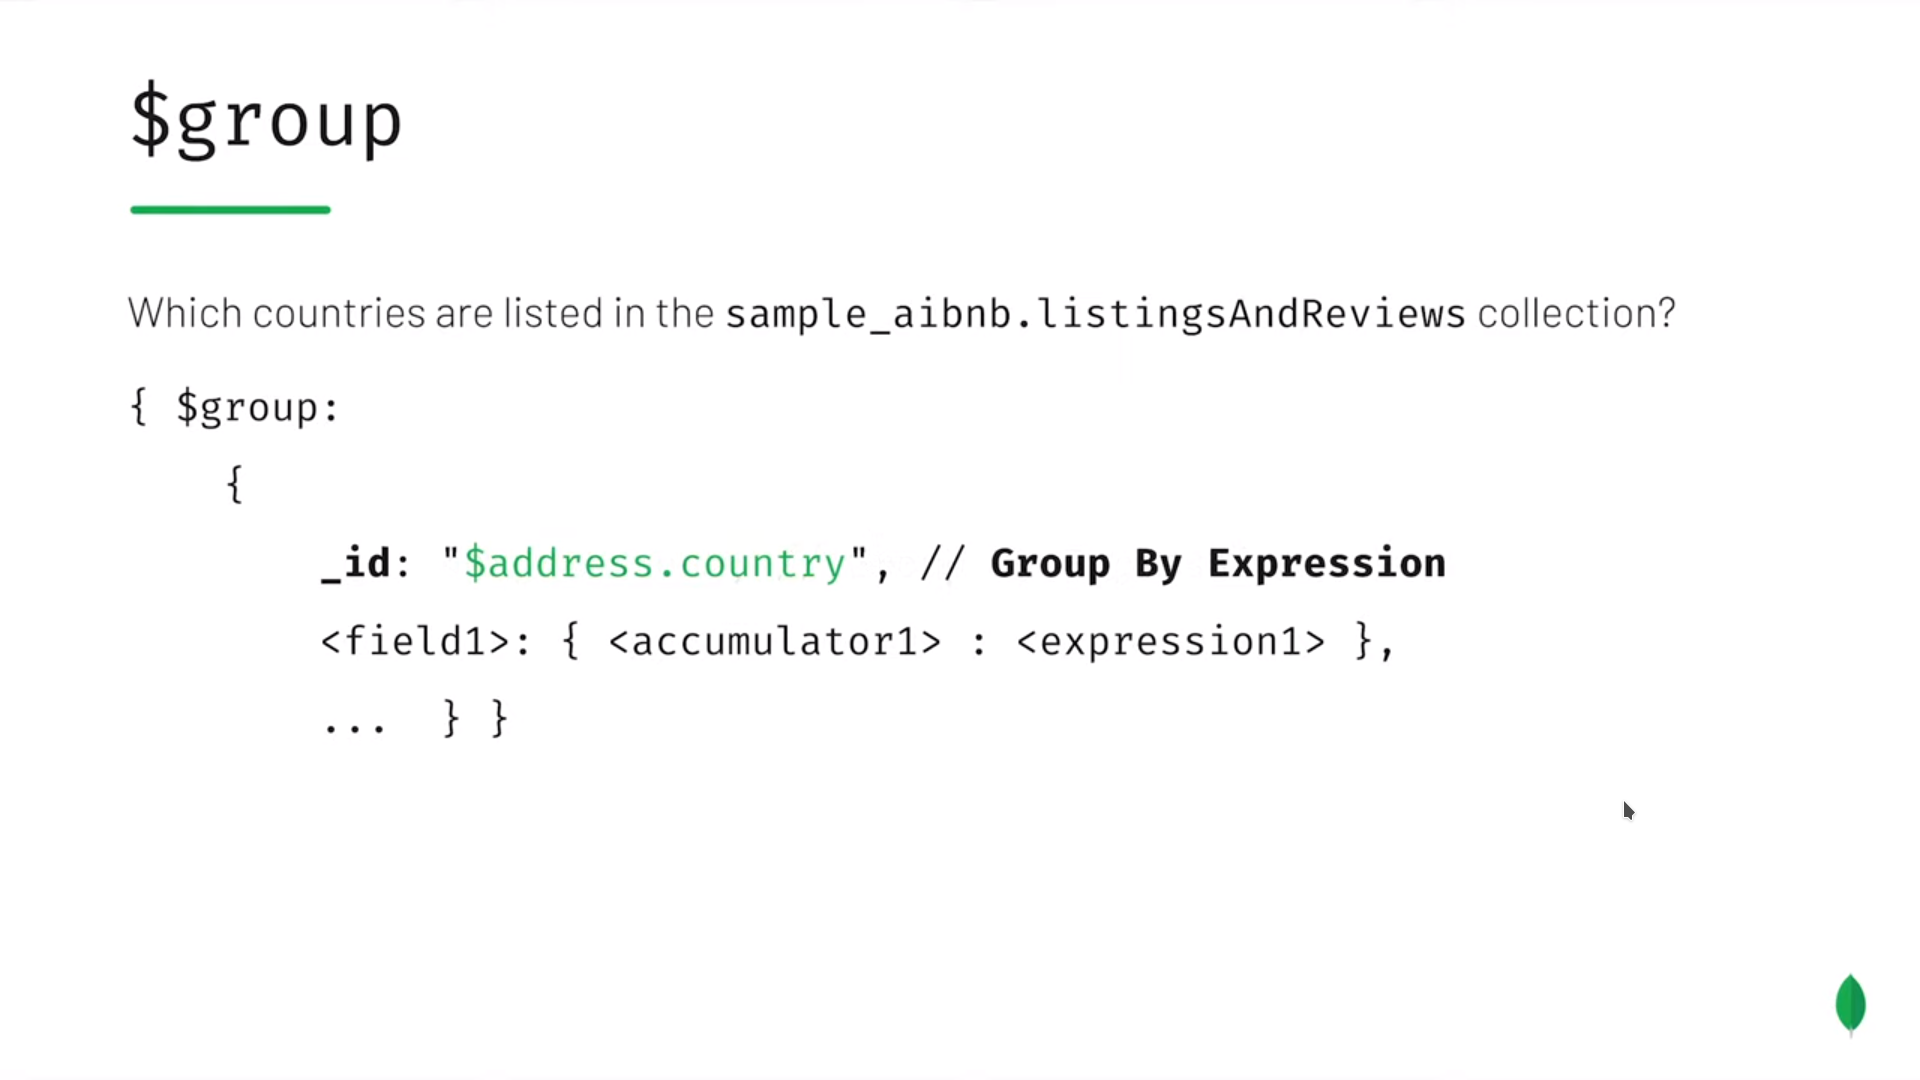 $group
Which countries are listed in the sample_aibnb.listingsAndReviews collection?
{ $group:
{
_id: "$address.country", // Group By Expression
<field1>: { <accumulator1> : <expression1> },
... } }